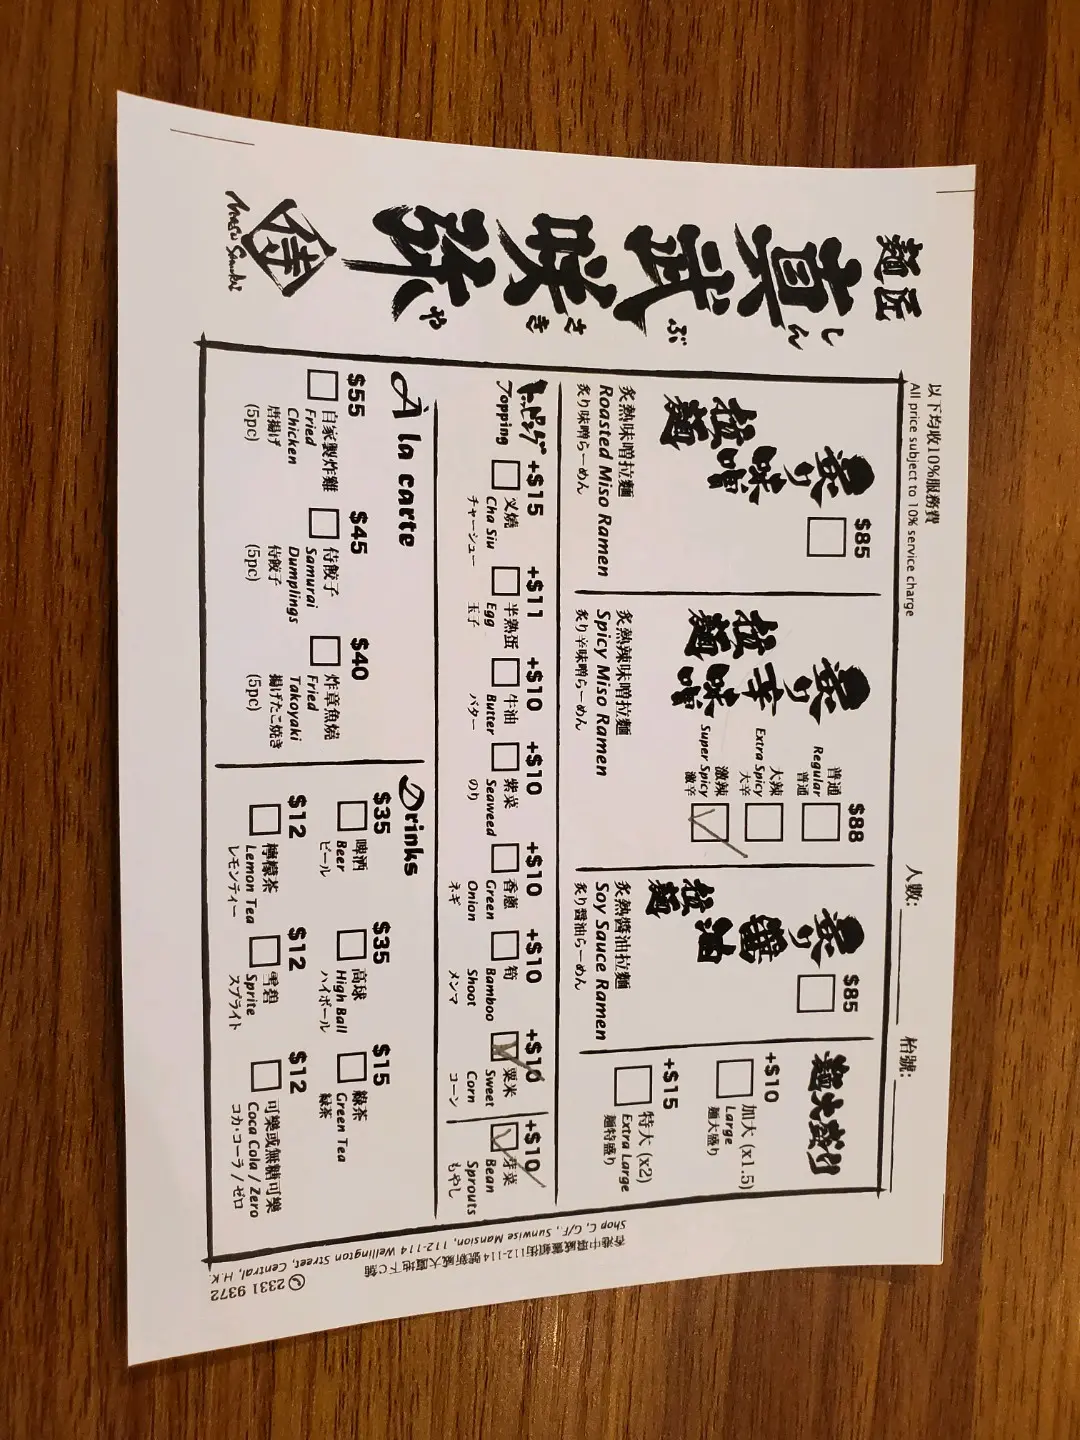 麵匠
真武咲弥
しん ぶ さき や
侍
以下均收10%服務費
All price subject to 10% service charge
人數:
枱號:
$85
炙り味噌
拉麵
炙熱味噌拉麵
Roasted Miso Ramen
炙り味噌らーめん
$88
炙り辛味噌
拉麵
普通
Regular
普通
大辣
Extra Spicy
大辛
激辣
Super Spicy
激辛
炙熱辣味噌拉麵
Spicy Miso Ramen
炙り辛味噌らーめん
$85
炙り醤油
拉麵
炙熱醬油拉麵
Soy Sauce Ramen
炙り醤油らーめん
麺大盛り
+$10
加大 (x1.5)
Large
麺大盛り
+$15
特大 (x2)
Extra Large
麺特盛り
トッピング
Topping
+$15
叉燒
Cha Siu
チャーシュー
+$11
半熟蛋
Egg
玉子
+$10
牛油
Butter
バター
+$10
紫菜
Seaweed
のり
+$10
香蔥
Green
Onion
ネギ
+$10
筍
Bamboo
Shoot
メンマ
+$10
粟米
Sweet
Corn
コーン
+$10
芽菜
Bean
Sprouts
もやし
À la carte
$55
自家製炸雞
Fried
Chicken
唐揚げ
(5pc)
$45
侍餃子
Samurai
Dumplings
侍餃子
(5pc)
$40
炸章魚燒
Fried
Takoyaki
揚げたこ焼き
(5pc)
Drinks
$35
啤酒
Beer
ビール
$35
高球
High Ball
ハイボール
$15
綠茶
Green Tea
緑茶
$12
檸檬茶
Lemon Tea
レモンティー
$12
雪碧
Sprite
スプライト
$12
可樂或無糖可樂
Coca Cola / Zero
コカ・コーラ / ゼロ
香港中環威靈頓街112-114號新威大廈地下C舖
Shop C, G/F., Sunwise Mansion, 112-114 Wellington Street, Central, H.K.
2331 9372